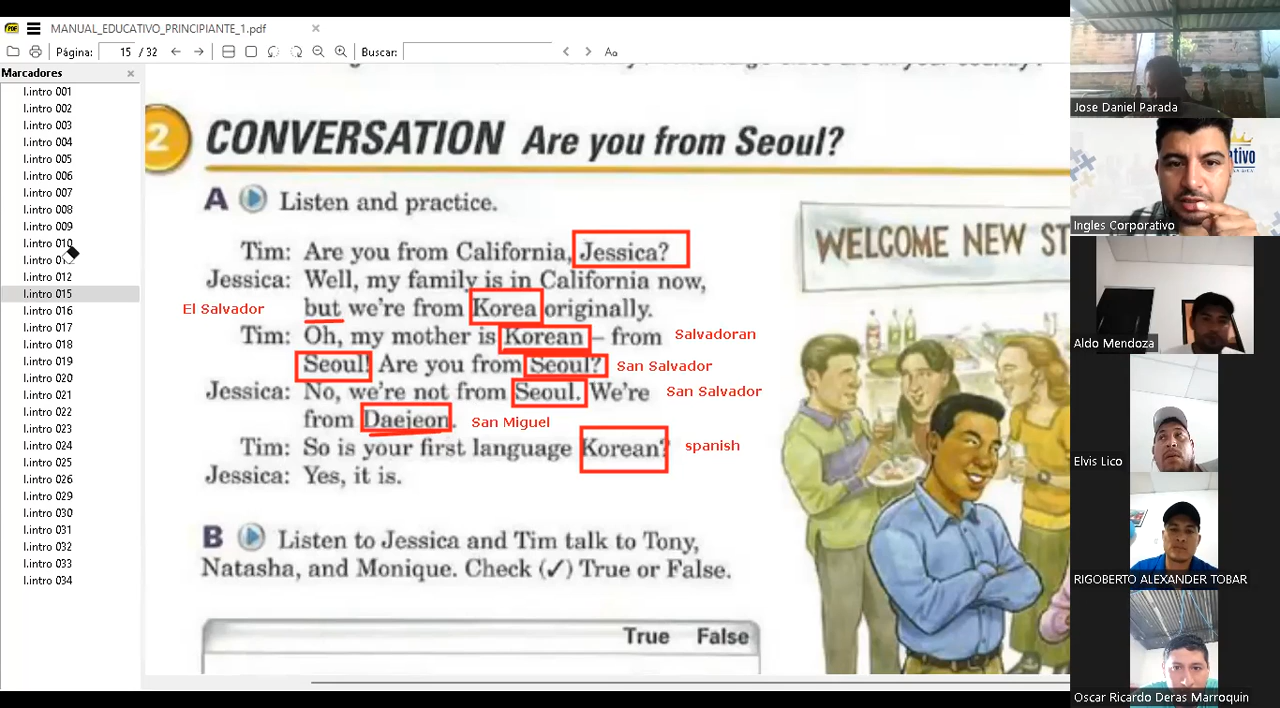 MANUAL_EDUCATIVO_PRINCIPIANTE_1.pdf
Página: 15 / 32
Buscar:
Aa
Marcadores
I.intro 001
I.intro 002
I.intro 003
I.intro 004
I.intro 005
I.intro 006
I.intro 007
I.intro 008
I.intro 009
I.intro 010
I.intro
I.intro 012
I.intro 015
I.intro 016
I.intro 017
I.intro 018
I.intro 019
I.intro 020
I.intro 021
I.intro 022
I.intro 023
I.intro 024
I.intro 025
I.intro 026
I.intro 029
I.intro 030
I.intro 031
I.intro 032
I.intro 033
I.intro 034
2 CONVERSATION Are you from Seoul?
A Listen and practice.
Tim: Are you from California, Jessica?
Jessica: Well, my family is in California now,
El Salvador but we're from Korea originally.
Tim: Oh, my mother is Korean – from Salvadoran
Seoul! Are you from Seoul? San Salvador
Jessica: No, we're not from Seoul. We're San Salvador
from Daejeon. San Miguel
Tim: So is your first language Korean? spanish
Jessica: Yes, it is.
B Listen to Jessica and Tim talk to Tony,
Natasha, and Monique. Check (✓) True or False.
True False
WELCOME NEW ST
Jose Daniel Parada
Ingles Corporativo
Aldo Mendoza
Elvis Lico
RIGOBERTO ALEXANDER TOBAR
Oscar Ricardo Deras Marroquin